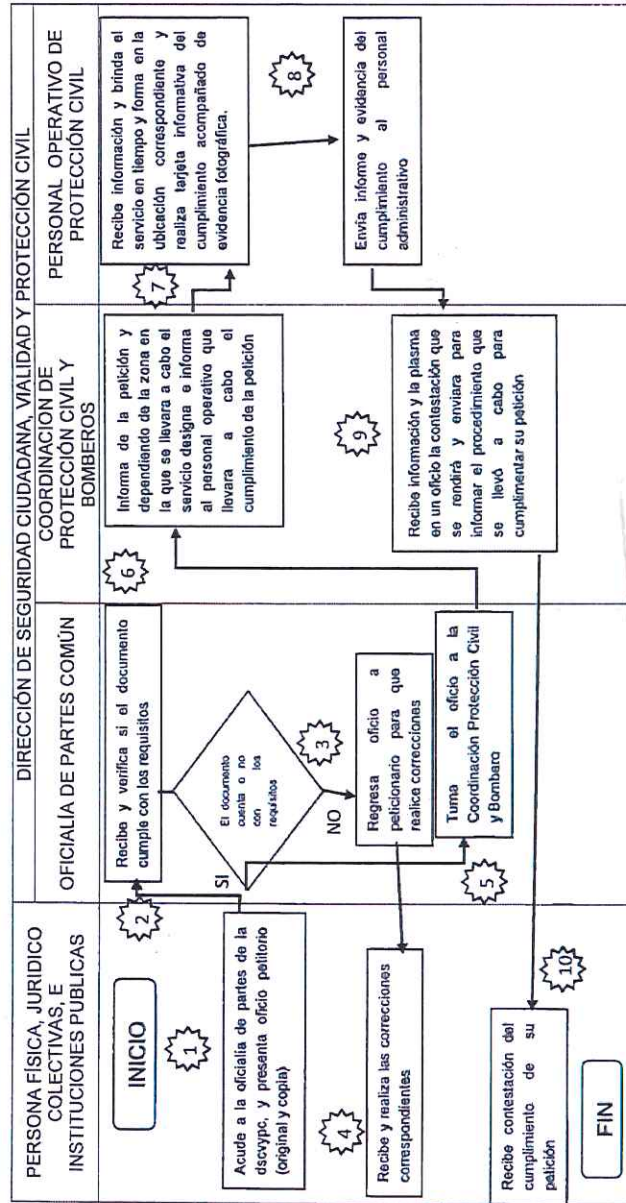 DIRECCIÓN DE SEGURIDAD CIUDADANA, VIALIDAD Y PROTECCIÓN CIVIL
PERSONA FÍSICA, JURIDICO
COLECTIVAS, E
INSTITUCIONES PUBLICAS
OFICIALÍA DE PARTES COMÚN
COORDINACION DE
PROTECCIÓN CIVIL Y
BOMBEROS
PERSONAL OPERATIVO DE
PROTECCIÓN CIVIL
INICIO
1
Acude a la oficialia de partes de la
dscvypc, y presenta oficio petitorio
(original y copia)
2
Recibe y verifica si el documento
cumple con los requisitos
El documento
cuenta o no
con los
requisitos
SI
NO
3
Regresa oficio a
peticionario para que
realice correcciones
4
Recibe y realiza las correcciones
correspondientes
5
Turna el oficio a la
Coordinación Protección Civil
y Bombero
6
Informa de la petición y
dependiendo de la zona en
la que se llevara a cabo el
servicio designa e informa
al personal operativo que
llevara a cabo el
cumplimiento de la petición
7
Recibe información y brinda el
servicio en tiempo y forma en la
ubicación correspondiente y
realiza tarjeta informativa del
cumplimiento acompañado de
evidencia fotográfica.
8
Envía informe y evidencia del
cumplimiento al personal
administrativo
9
Recibe información y la plasma
en un oficio la contestación que
se rendirá y enviara para
informar el procedimiento que
se llevó a cabo para
cumplimentar su petición
10
Recibe contestación del
cumplimiento de su
petición
FIN